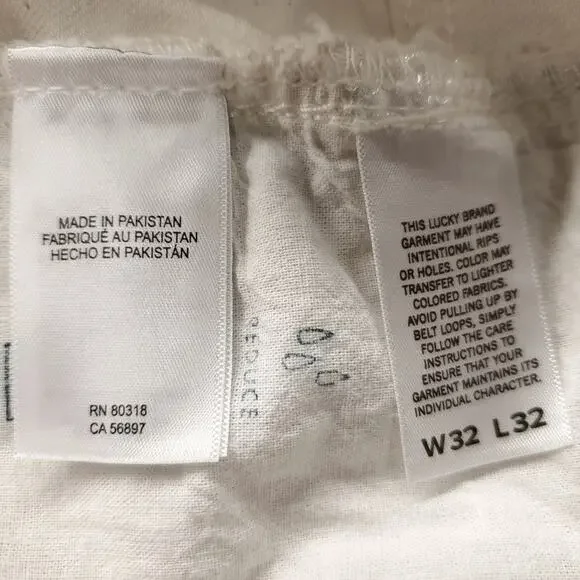 MADE IN PAKISTAN
FABRIQUÉ AU PAKISTAN
HECHO EN PAKISTÁN
RN 80318
CA 56897
REDUCE
THIS LUCKY BRAND
GARMENT MAY HAVE
INTENTIONAL RIPS
OR HOLES. COLOR MAY
TRANSFER TO LIGHTER
COLORED FABRICS.
AVOID PULLING UP BY
BELT LOOPS, SIMPLY
FOLLOW THE CARE
INSTRUCTIONS TO
ENSURE THAT YOUR
GARMENT MAINTAINS ITS
INDIVIDUAL CHARACTER.
W32 L32